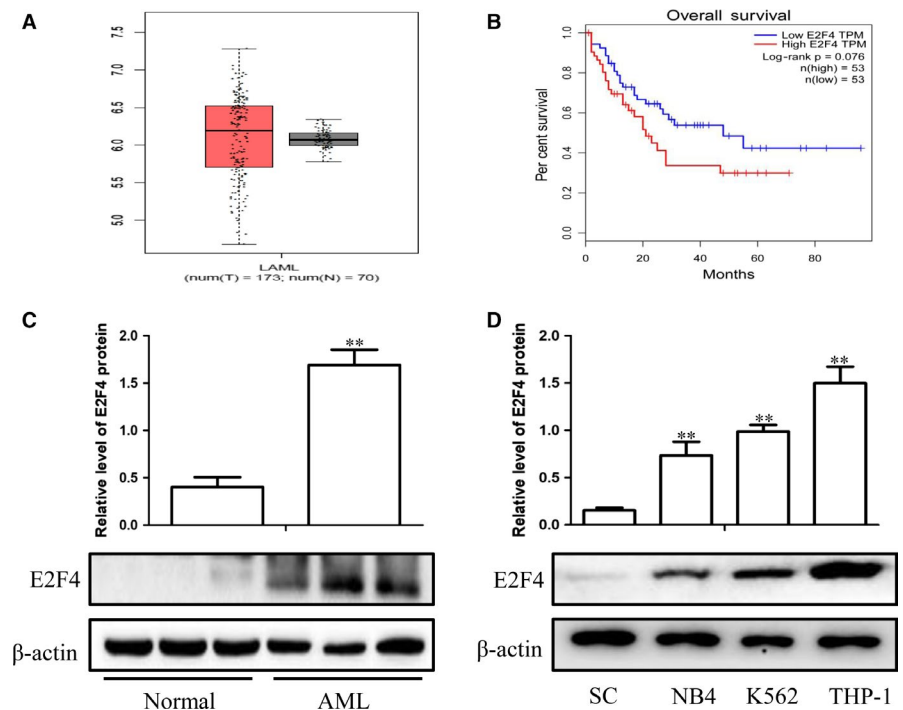 A
7.5
7.0
6.5
6.0
5.5
5.0
LAML
(num(T) = 173; num(N) = 70)
B
Overall survival
Low E2F4 TPM
High E2F4 TPM
Log-rank p = 0.076
n(high) = 53
n(low) = 53
Per cent survival
1.0
0.8
0.6
0.4
0.2
0.0
0 20 40 60 80
Months
C
Relative level of E2F4 protein
2.0
1.5
1.0
0.5
0.0
**
E2F4
β-actin
Normal AML
D
Relative level of E2F4 protein
2.0
1.5
1.0
0.5
0.0
**
**
**
E2F4
β-actin
SC NB4 K562 THP-1